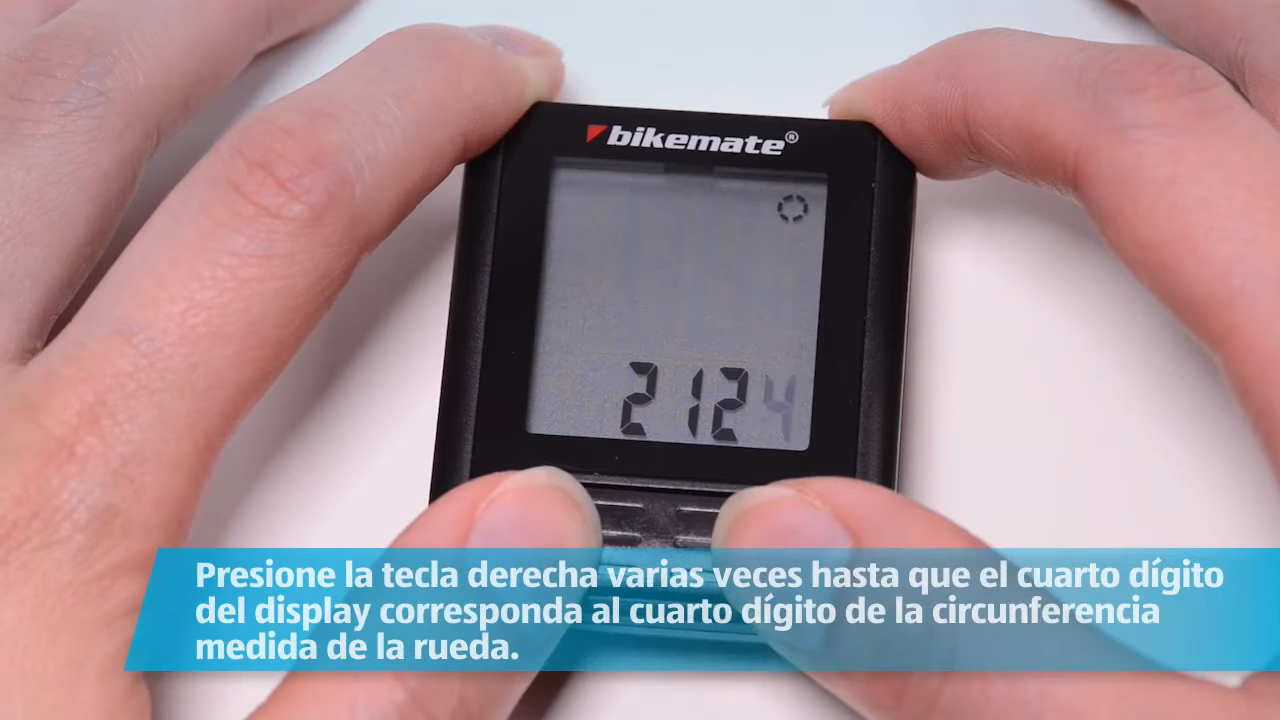 bikemate®
2124
Presione la tecla derecha varias veces hasta que el cuarto dígito
del display corresponda al cuarto dígito de la circunferencia
medida de la rueda.